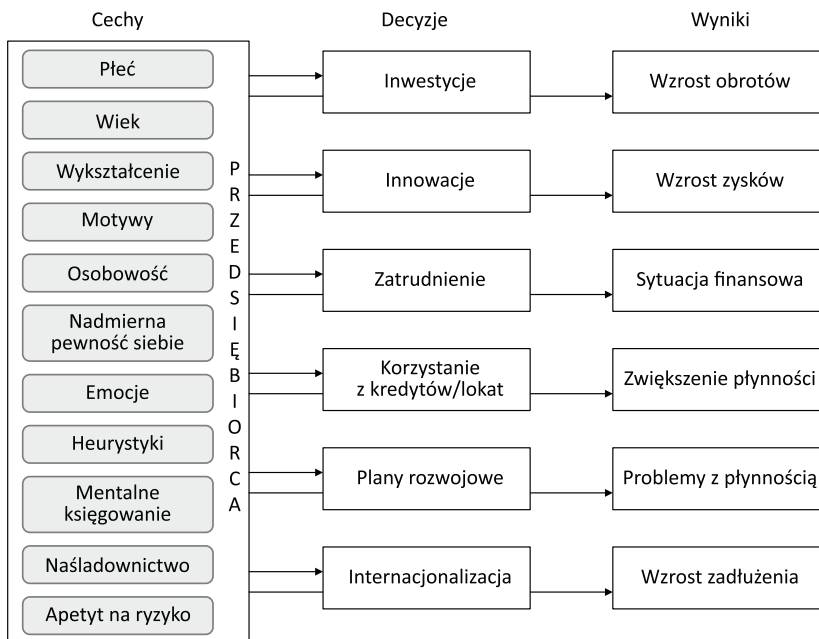 Cechy
Decyzje
Wyniki
Płeć
Wiek
Wykształcenie
Motywy
Osobowość
Nadmierna
pewność siebie
Emocje
Heurystyki
Mentalne
księgowanie
Naśladownictwo
Apetyt na ryzyko
PRZEDSIĘBIORCA
Inwestycje
Innowacje
Zatrudnienie
Korzystanie
z kredytów/lokat
Plany rozwojowe
Internacjonalizacja
Wzrost obrotów
Wzrost zysków
Sytuacja finansowa
Zwiększenie płynności
Problemy z płynnością
Wzrost zadłużenia